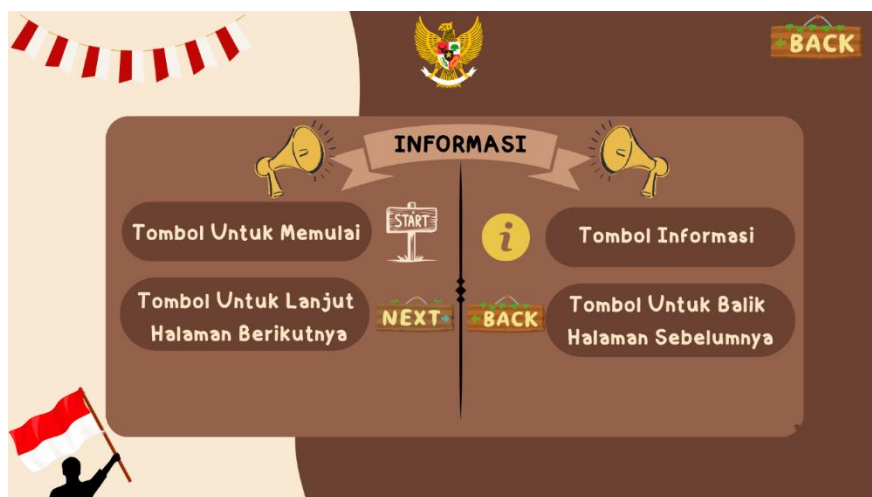 BACK
INFORMASI
Tombol Untuk Memulai
START
i
Tombol Informasi
Tombol Untuk Lanjut
Halaman Berikutnya
NEXT
BACK
Tombol Untuk Balik
Halaman Sebelumnya